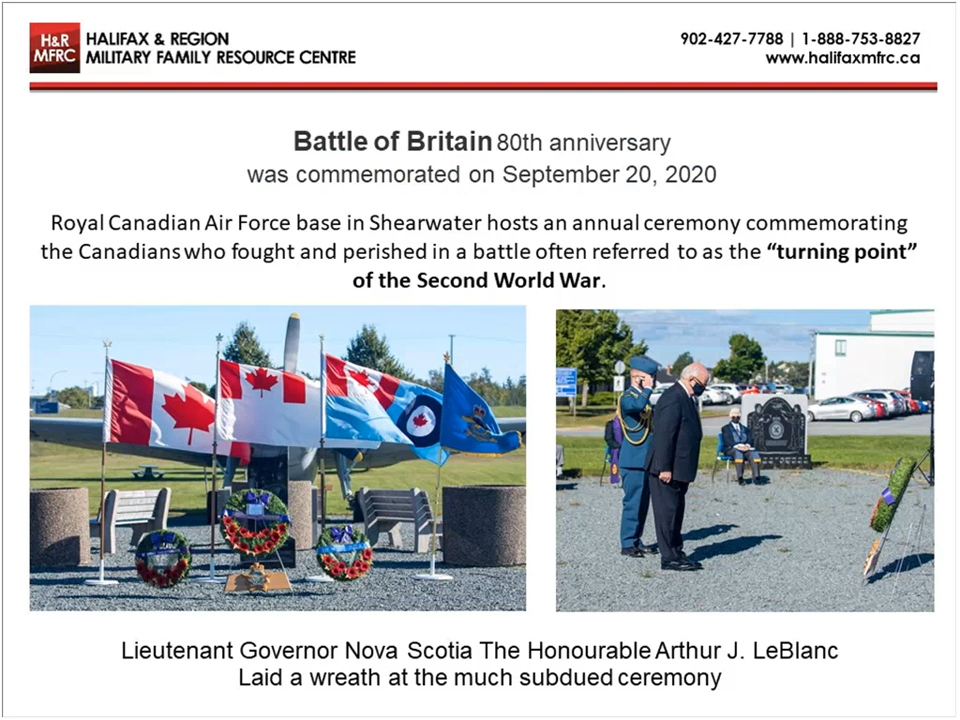 H&R
MFRC
HALIFAX & REGION
MILITARY FAMILY RESOURCE CENTRE
902-427-7788 | 1-888-753-8827
www.halifaxmfrc.ca
Battle of Britain 80th anniversary
was commemorated on September 20, 2020
Royal Canadian Air Force base in Shearwater hosts an annual ceremony commemorating
the Canadians who fought and perished in a battle often referred to as the “turning point”
of the Second World War.
Lieutenant Governor Nova Scotia The Honourable Arthur J. LeBlanc
Laid a wreath at the much subdued ceremony